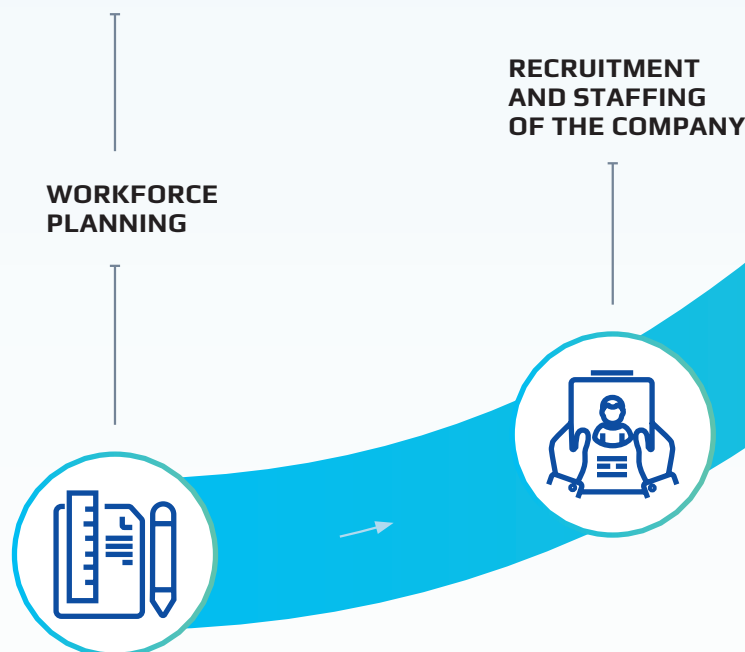 WORKFORCE
PLANNING
RECRUITMENT
AND STAFFING
OF THE COMPANY